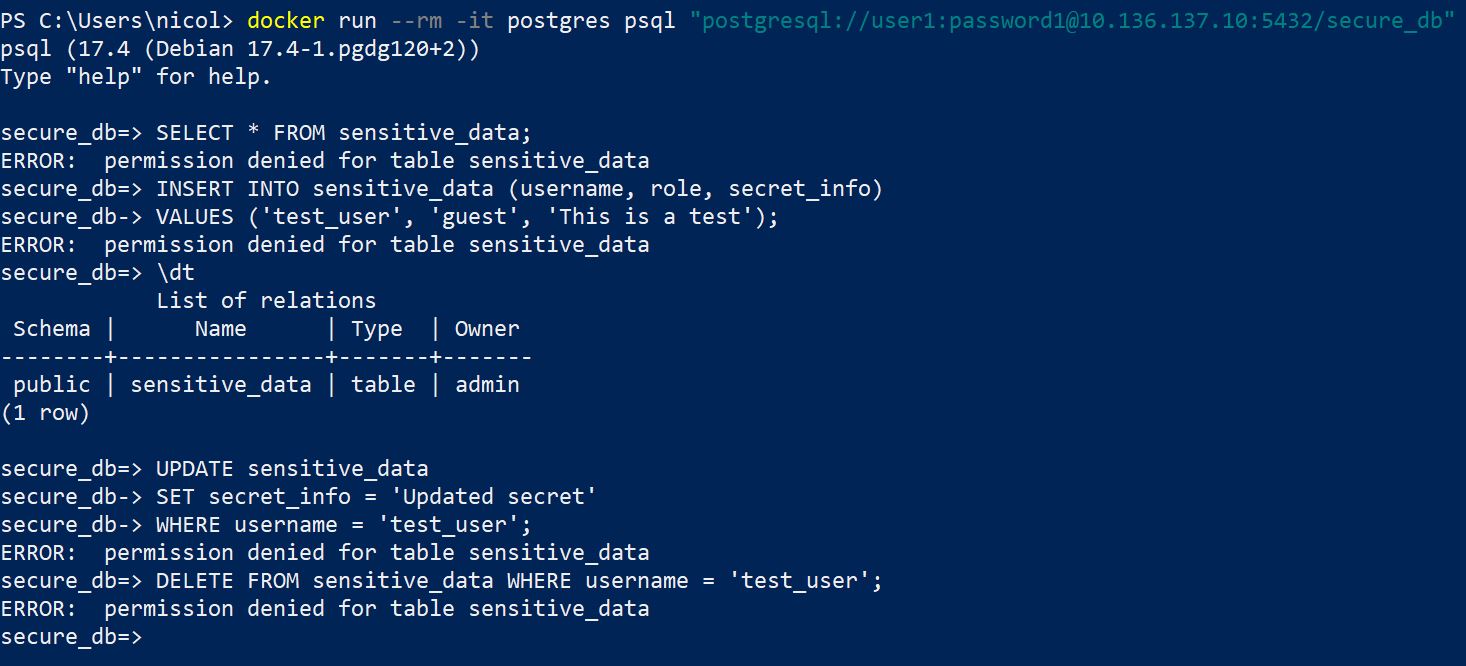 PS C:\Users\nicol> docker run --rm -it postgres psql "postgresql://user1:password1@10.136.137.10:5432/secure_db"
psql (17.4 (Debian 17.4-1.pgdg120+2))
Type "help" for help.

secure_db=> SELECT * FROM sensitive_data;
ERROR:  permission denied for table sensitive_data
secure_db=> INSERT INTO sensitive_data (username, role, secret_info)
secure_db-> VALUES ('test_user', 'guest', 'This is a test');
ERROR:  permission denied for table sensitive_data
secure_db=> \dt
            List of relations
 Schema |      Name      | Type  | Owner
--------+----------------+-------+-------
 public | sensitive_data | table | admin
(1 row)

secure_db=> UPDATE sensitive_data
secure_db-> SET secret_info = 'Updated secret'
secure_db-> WHERE username = 'test_user';
ERROR:  permission denied for table sensitive_data
secure_db=> DELETE FROM sensitive_data WHERE username = 'test_user';
ERROR:  permission denied for table sensitive_data
secure_db=>